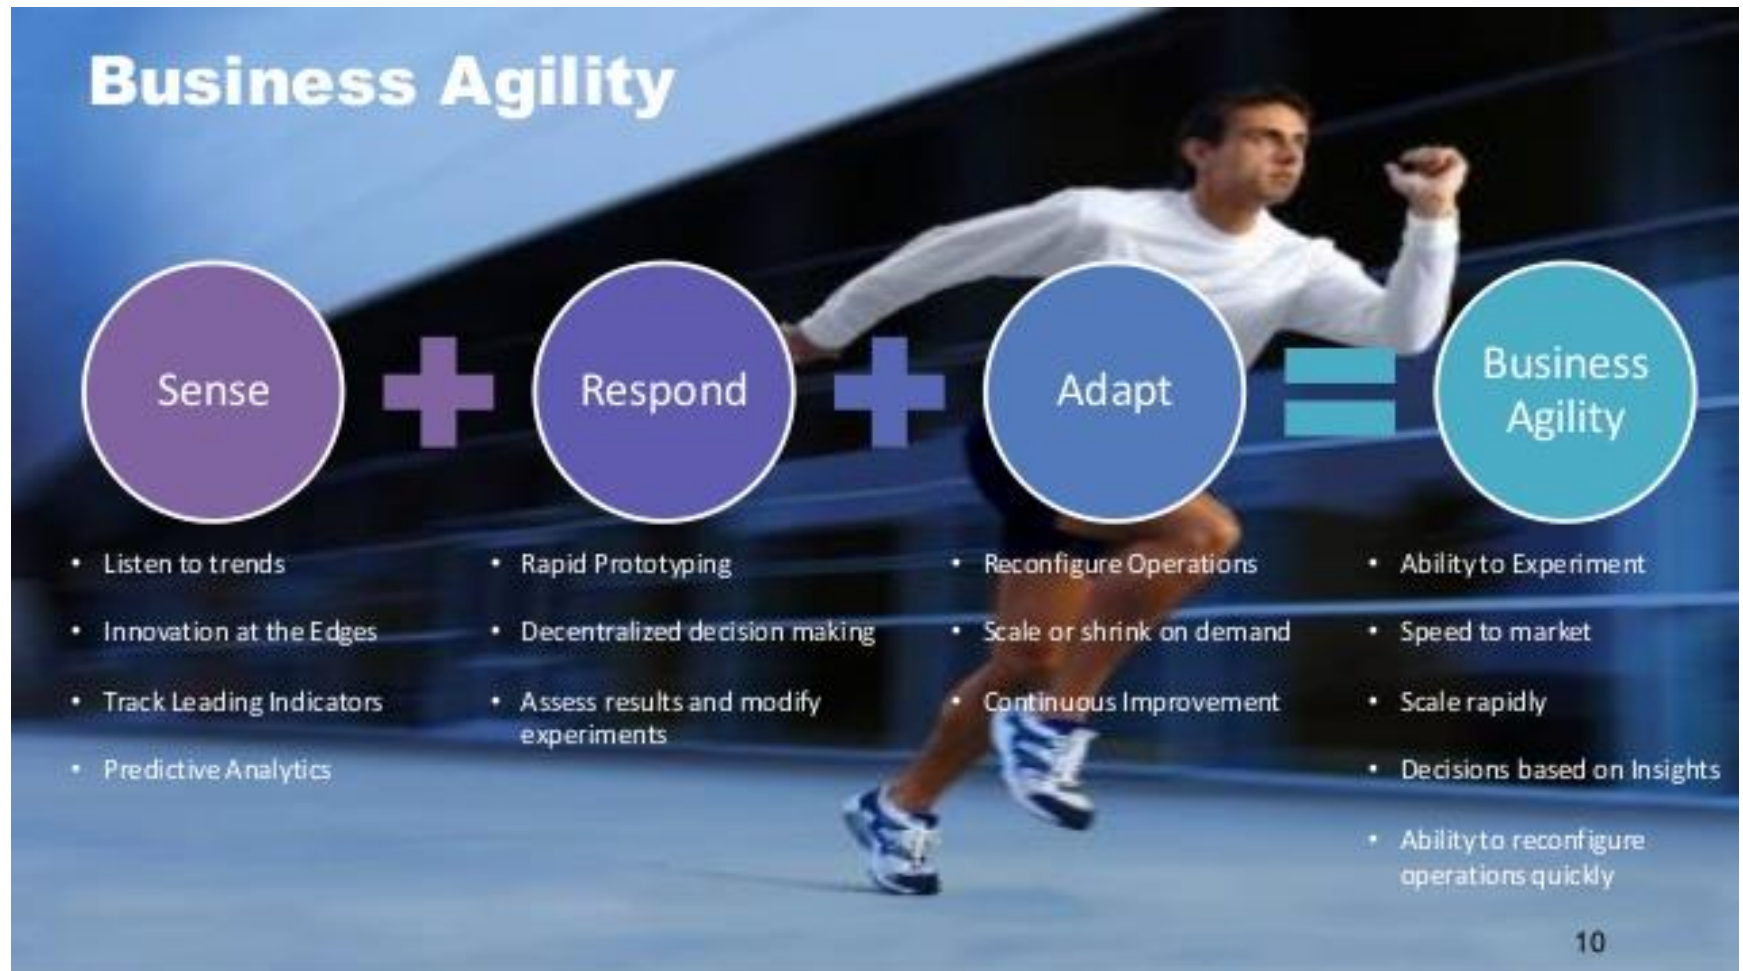 Business Agility
Sense
Respond
Adapt
Business
Agility
• Listen to trends
• Innovation at the Edges
• Track Leading Indicators
• Predictive Analytics
• Rapid Prototyping
• Decentralized decision making
• Assess results and modify
experiments
• Reconfigure Operations
• Scale or shrink on demand
• Continuous Improvement
• Ability to Experiment
• Speed to market
• Scale rapidly
• Decisions based on Insights
• Ability to reconfigure
operations quickly
10